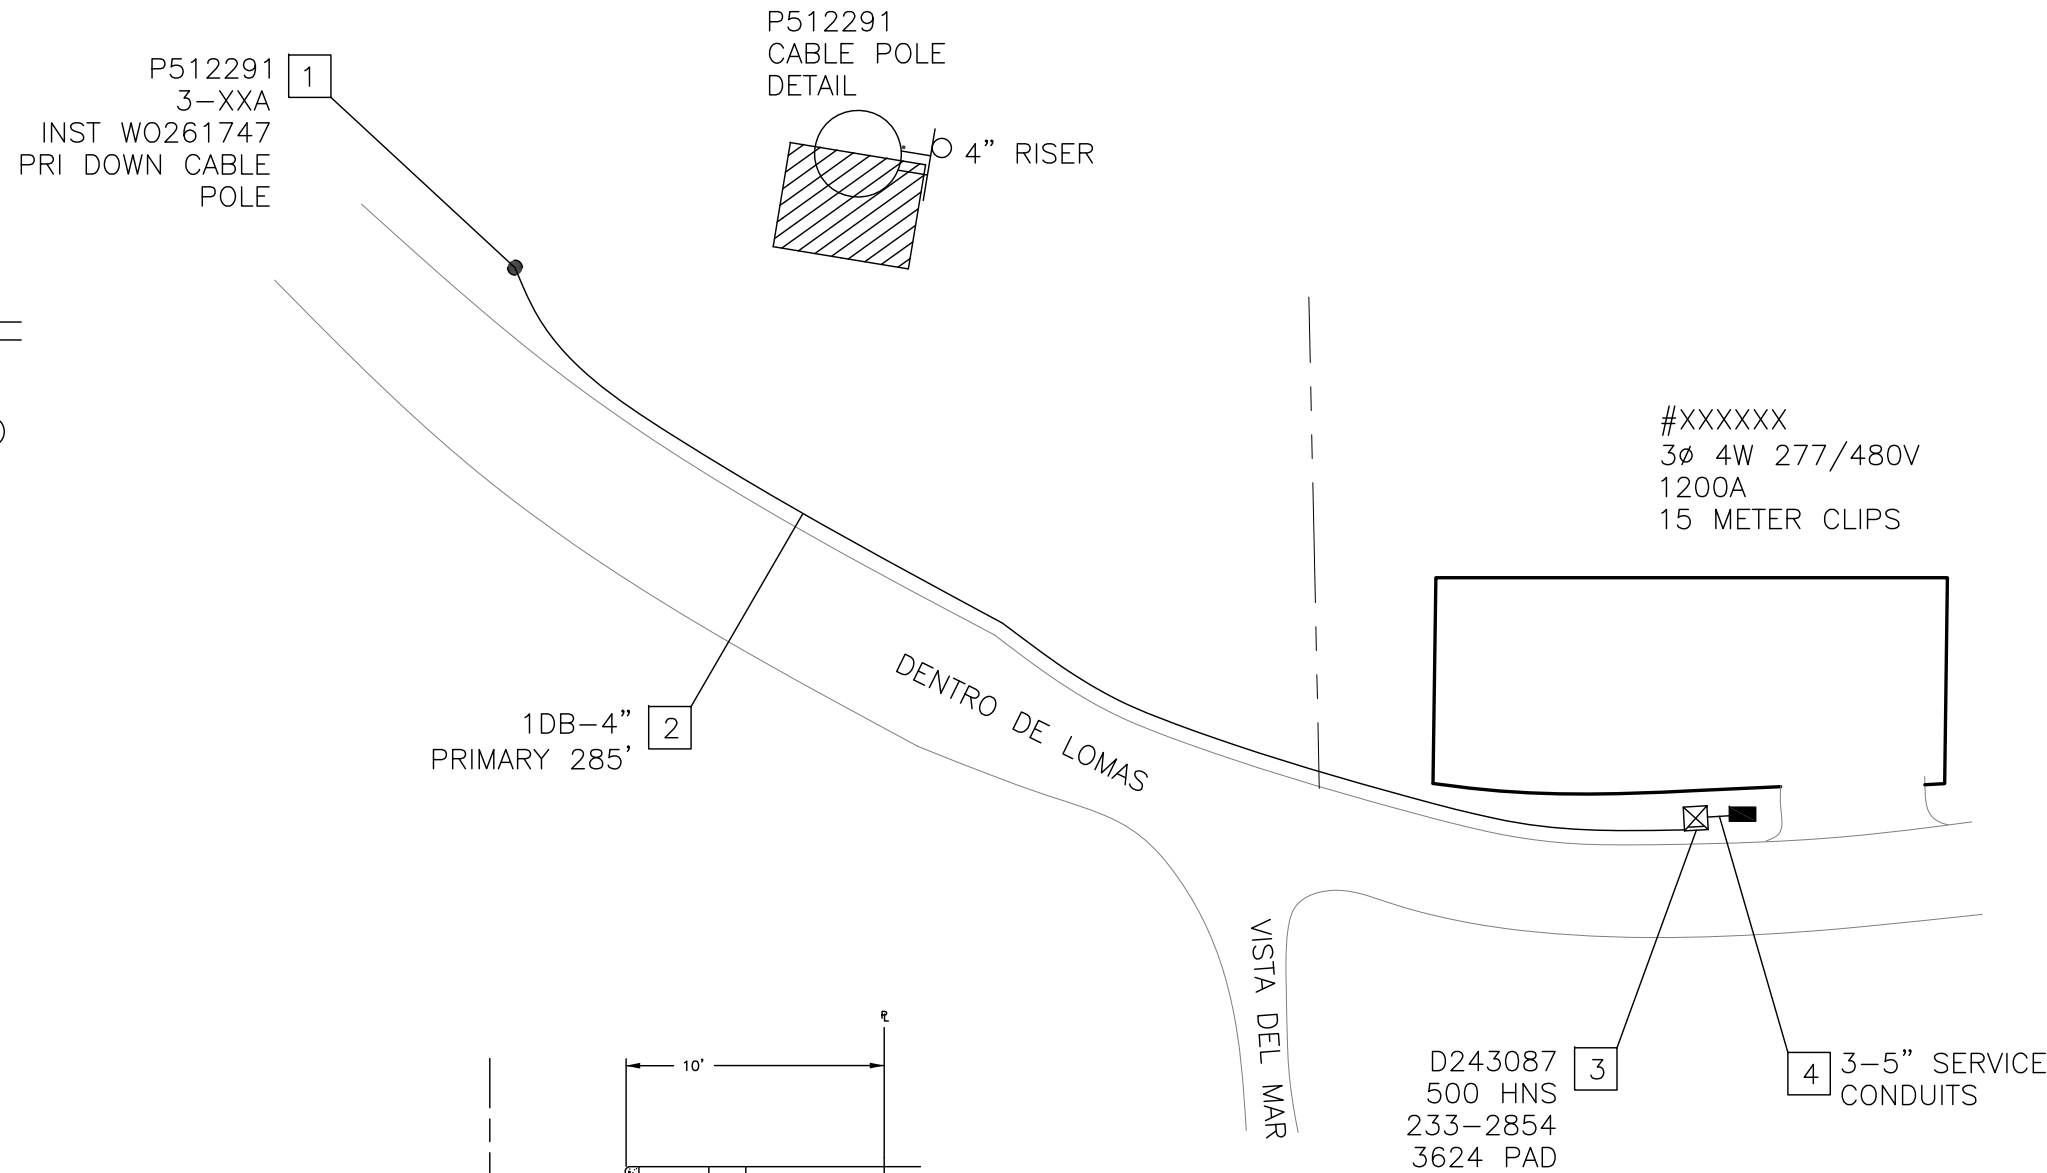 P512291
CABLE POLE
DETAIL
4” RISER
P512291
1
3-XXA
INST WO261747
PRI DOWN CABLE
POLE
#XXXXXX
3ø 4W 277/480V
1200A
15 METER CLIPS
DENTRO DE LOMAS
1DB-4”
2
PRIMARY 285'
VISTA DEL MAR
10'
D243087
3
500 HNS
233-2854
3624 PAD
4
3-5” SERVICE
CONDUITS